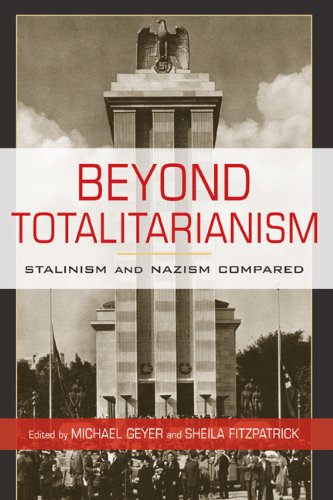 BEYOND
TOTALITARIANISM
STALINISM AND NAZISM COMPARED
Edited by MICHAEL GEYER and SHEILA FITZPATRICK